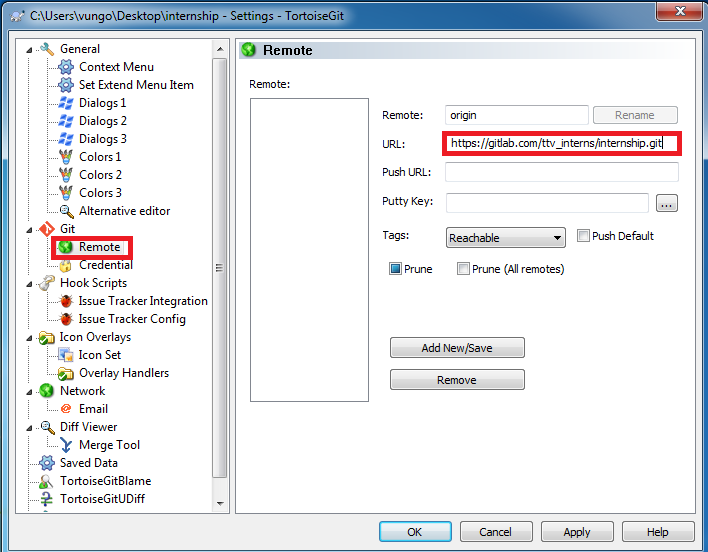 C:\Users\vungo\Desktop\internship - Settings - TortoiseGit
General
Context Menu
Set Extend Menu Item
Dialogs 1
Dialogs 2
Dialogs 3
Colors 1
Colors 2
Colors 3
Alternative editor
Git
Remote
Credential
Hook Scripts
Issue Tracker Integration
Issue Tracker Config
Icon Overlays
Icon Set
Overlay Handlers
Network
Email
Diff Viewer
Merge Tool
Saved Data
TortoiseGitBlame
TortoiseGitUDiff
Remote
Remote:
Remote: origin Rename
URL: https://gitlab.com/ttv_interns/internship.git
Push URL:
Putty Key: ...
Tags: Reachable Push Default
Prune Prune (All remotes)
Add New/Save
Remove
OK Cancel Apply Help